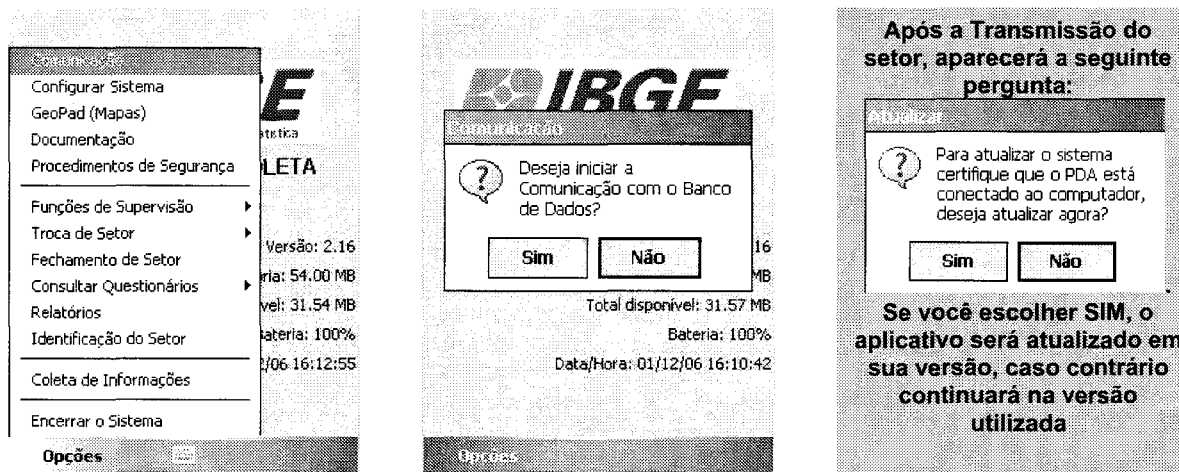 Comunicação
Configurar Sistema
GeoPad (Mapas)
Documentação
Procedimentos de Segurança
Funções de Supervisão
Troca de Setor
Fechamento de Setor
Consultar Questionários
Relatórios
Identificação do Setor
Coleta de Informações
Encerrar o Sistema
Opções
E
tatística
LETA
Versão: 2.16
ria: 54.00 MB
vel: 31.54 MB
Bateria: 100%
2/06 16:12:55
IBGE
Comunicação
Deseja iniciar a
Comunicação com o Banco
de Dados?
Sim Não
16
MB
Total disponível: 31.57 MB
Bateria: 100%
Data/Hora: 01/12/06 16:10:42
Opções
Após a Transmissão do
setor, aparecerá a seguinte
pergunta:
Atualizar
Para atualizar o sistema
certifique que o PDA está
conectado ao computador,
deseja atualizar agora?
Sim Não
Se você escolher SIM, o
aplicativo será atualizado em
sua versão, caso contrário
continuará na versão
utilizada